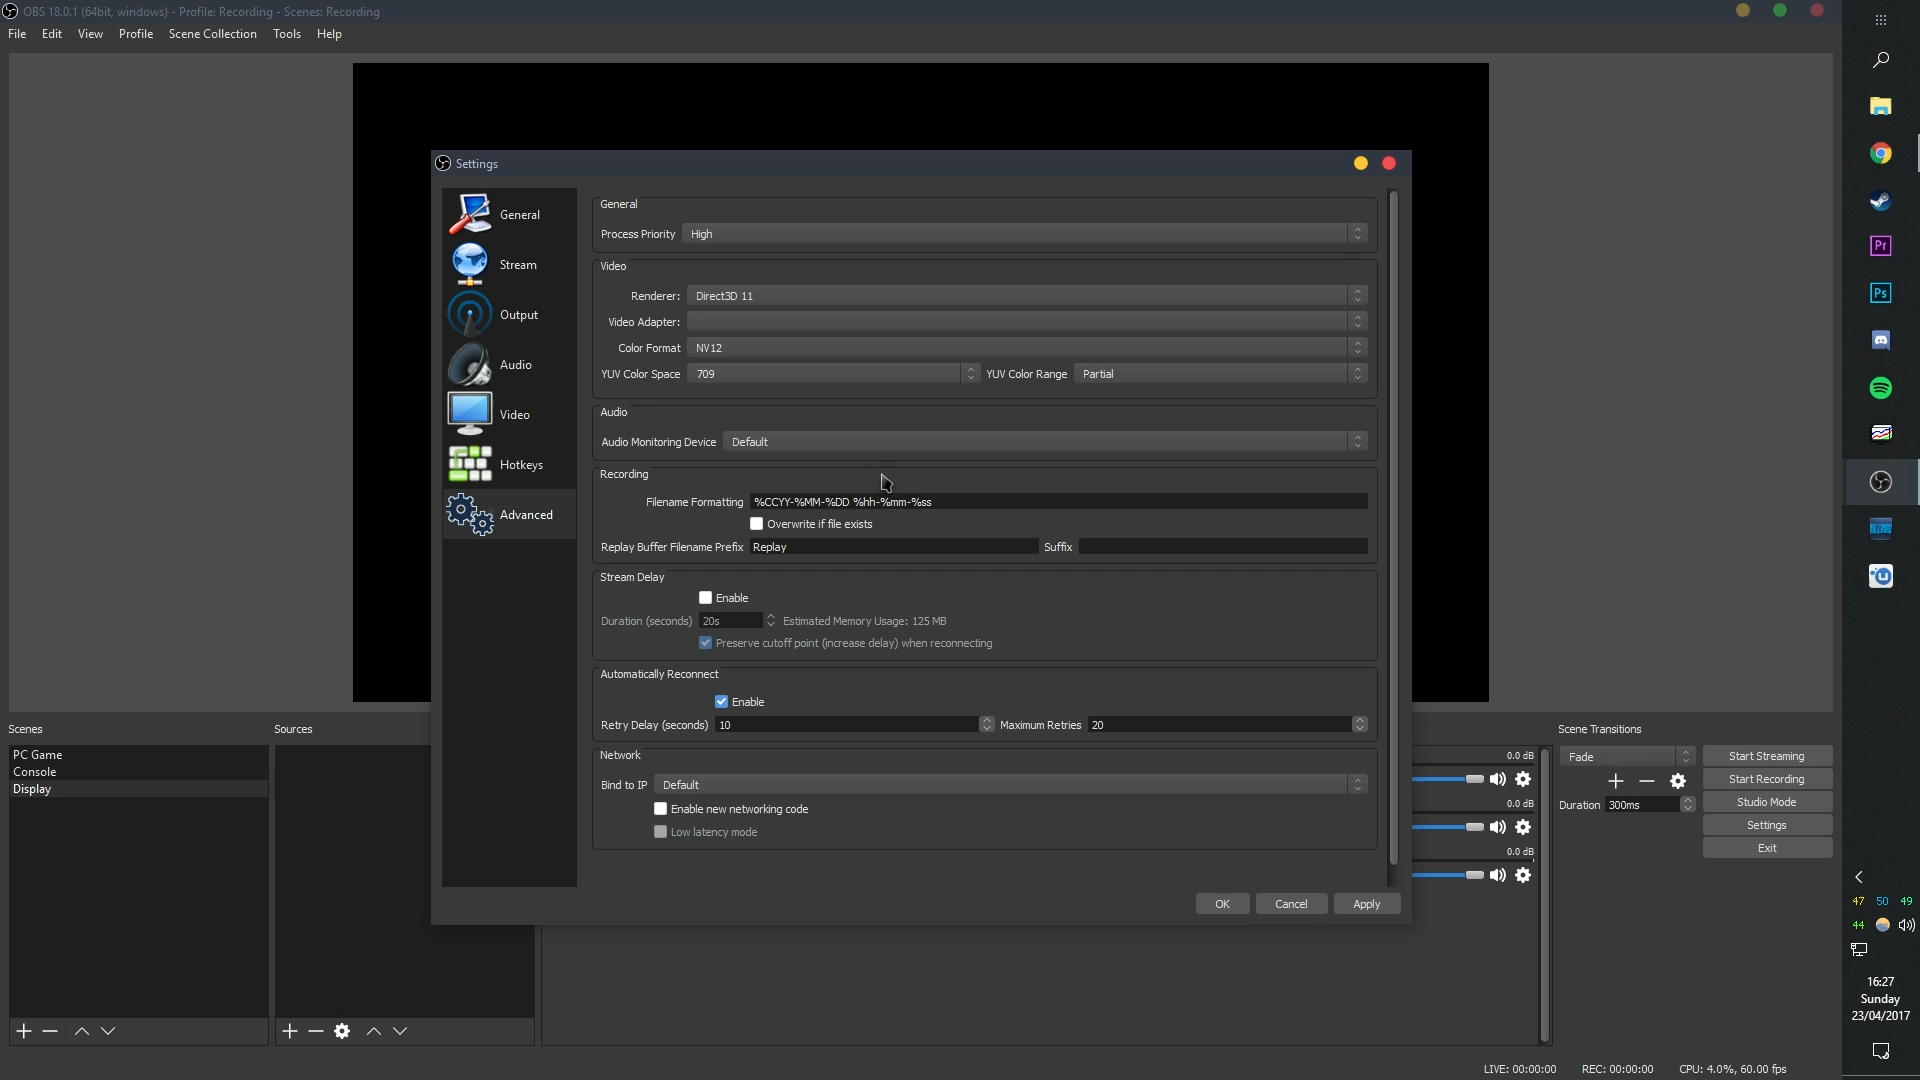 OBS 18.0.1 (64bit, windows) - Profile: Recording - Scenes: Recording
File Edit View Profile Scene Collection Tools Help
Settings
General
Stream
Output
Audio
Video
Hotkeys
Advanced
General
Process Priority High
Video
Renderer: Direct3D 11
Video Adapter:
Color Format NV12
YUV Color Space 709 YUV Color Range Partial
Audio
Audio Monitoring Device Default
Recording
Filename Formatting %CCYY-%MM-%DD %hh-%mm-%ss
Overwrite if file exists
Replay Buffer Filename Prefix Replay Suffix
Stream Delay
Enable
Duration (seconds) 20s Estimated Memory Usage: 125 MB
Preserve cutoff point (increase delay) when reconnecting
Automatically Reconnect
Enable
Retry Delay (seconds) 10 Maximum Retries 20
Network
Bind to IP Default
Enable new networking code
Low latency mode
OK Cancel Apply
Scenes
PC Game
Console
Display
Sources
0.0 dB
0.0 dB
0.0 dB
Scene Transitions
Fade
Duration 300ms
Start Streaming
Start Recording
Studio Mode
Settings
Exit
LIVE: 00:00:00 REC: 00:00:00 CPU: 4.0%, 60.00 fps
Pr
Ps
47 50 49
44
16:27
Sunday
23/04/2017